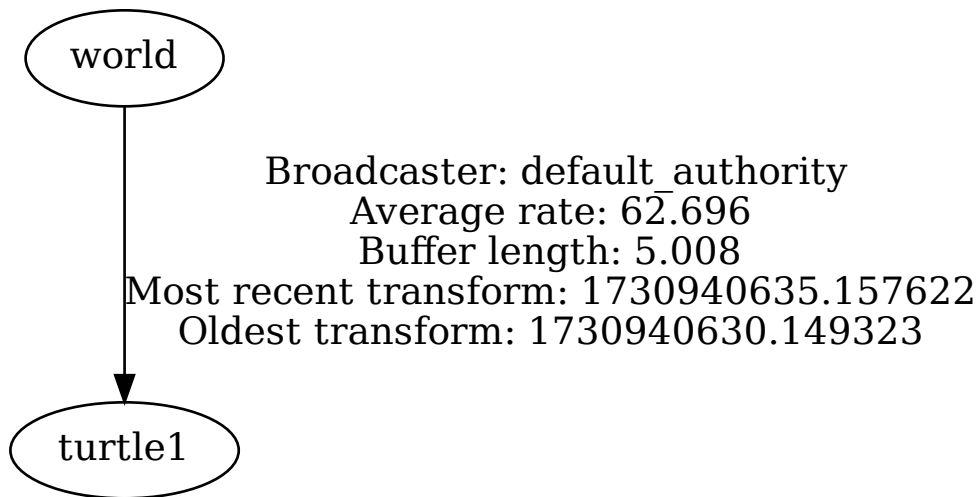 world
Broadcaster: default_authority
Average rate: 62.696
Buffer length: 5.008
Most recent transform: 1730940635.157622
Oldest transform: 1730940630.149323
turtle1